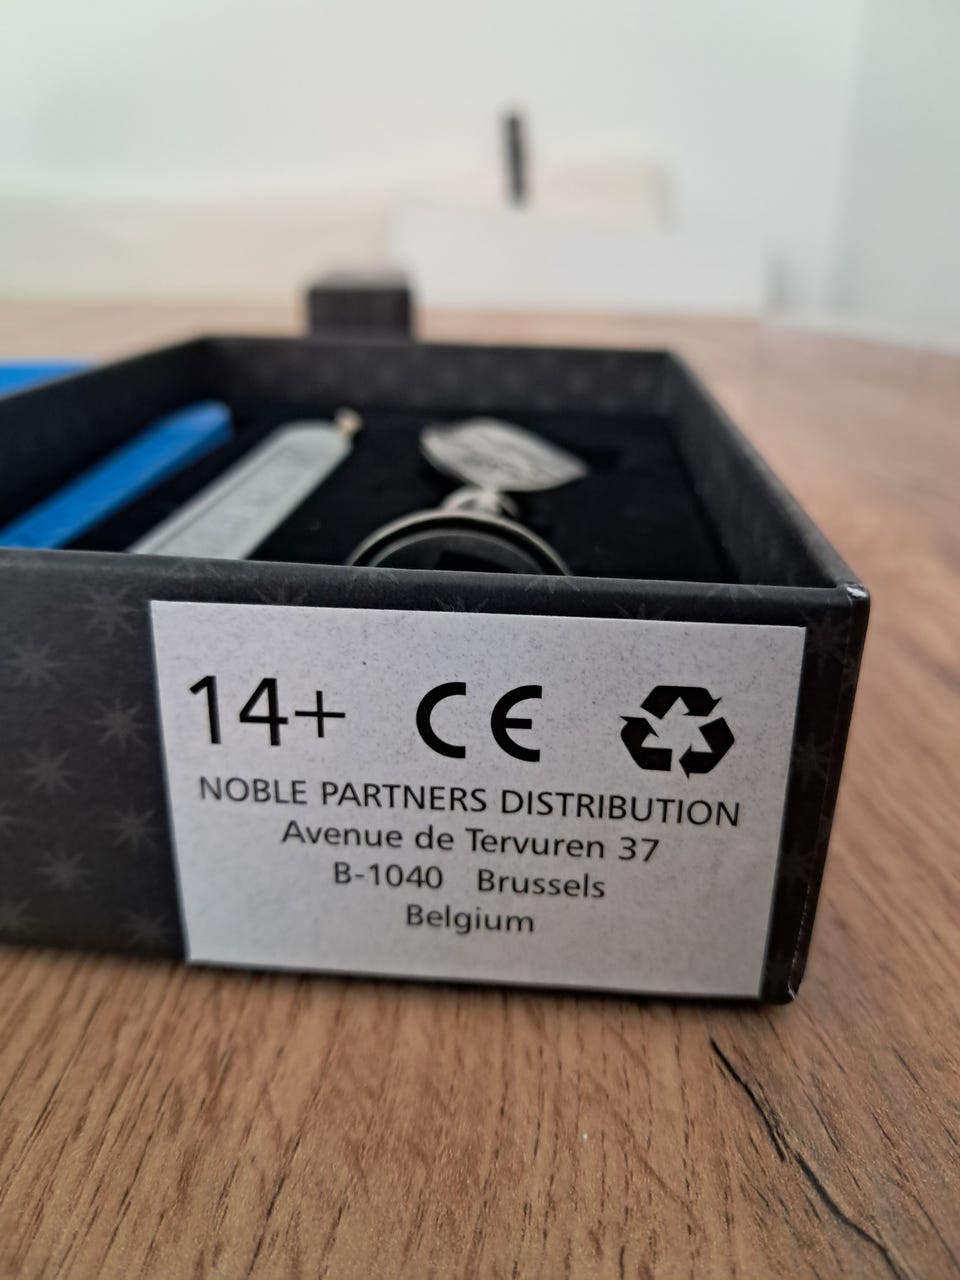 14+ CE
NOBLE PARTNERS DISTRIBUTION
Avenue de Tervuren 37
B-1040 Brussels
Belgium